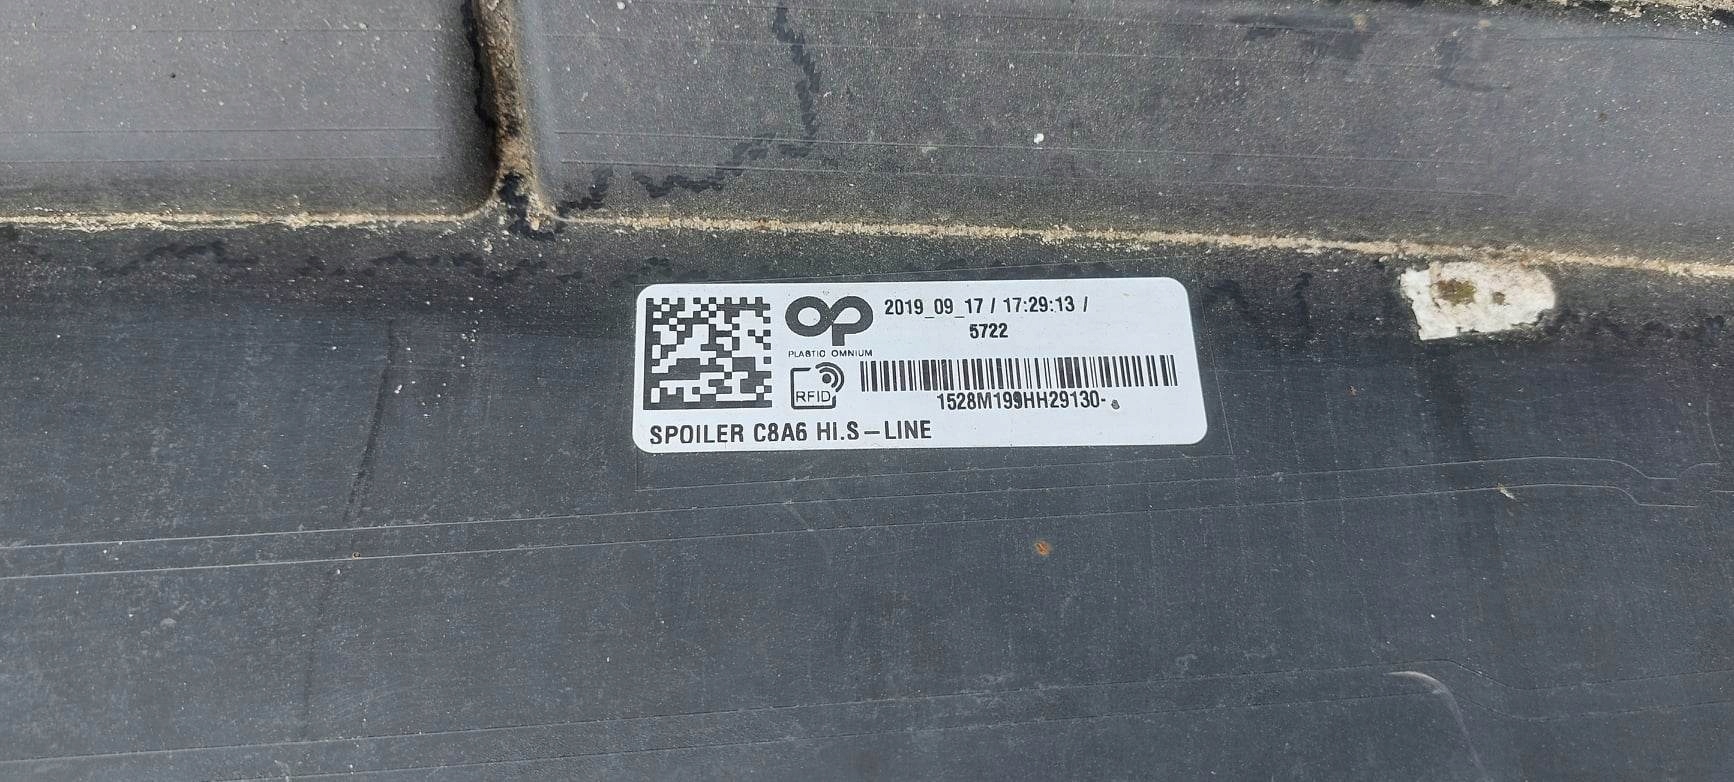 2019_09_17 / 17:29:13 /
5722
PLASTIC OMNIUM
RFID
1528M199HH29130-
SPOILER C8A6 HI.S-LINE